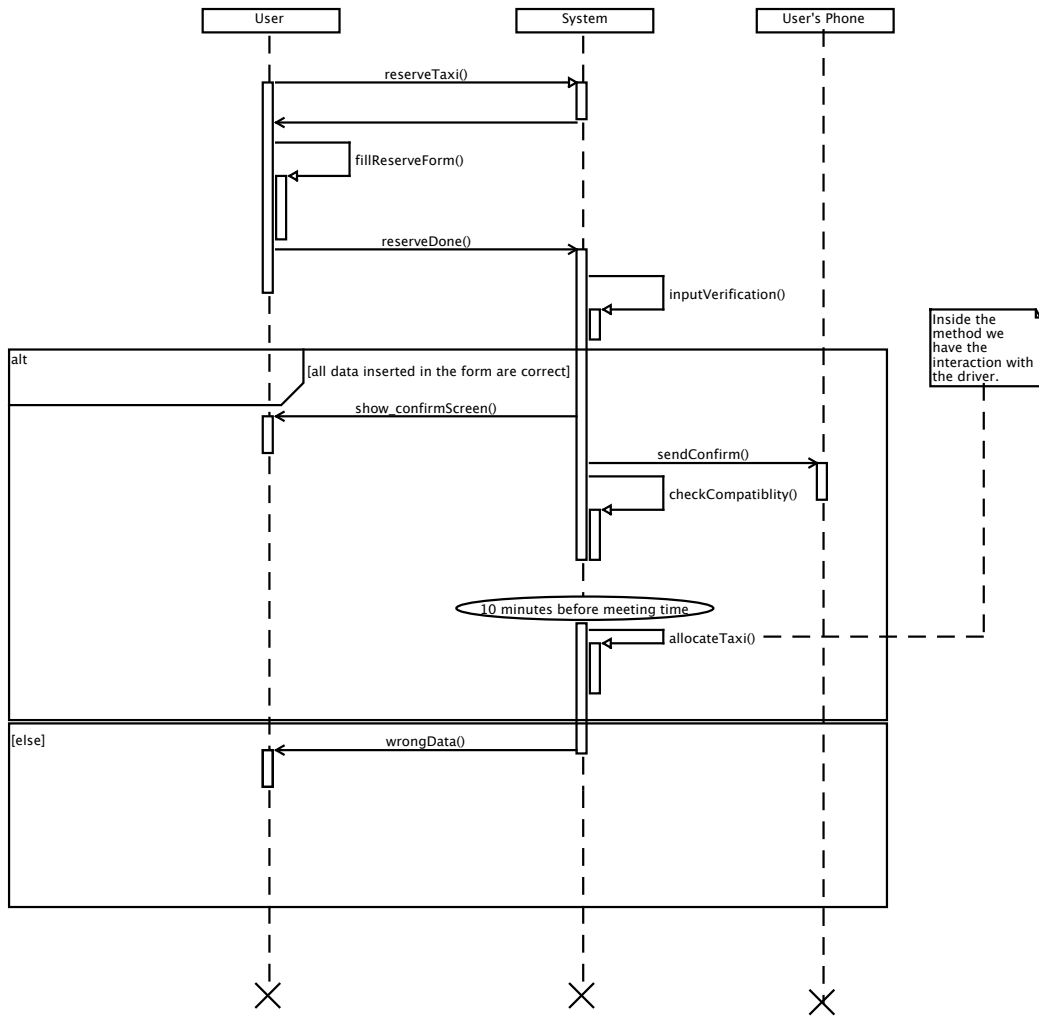 User
System
User's Phone
reserveTaxi()
fillReserveForm()
reserveDone()
inputVerification()
Inside the
method we
have the
interaction with
the driver.
alt
[all data inserted in the form are correct]
show_confirmScreen()
sendConfirm()
checkCompatiblity()
10 minutes before meeting time
allocateTaxi()
[else]
wrongData()